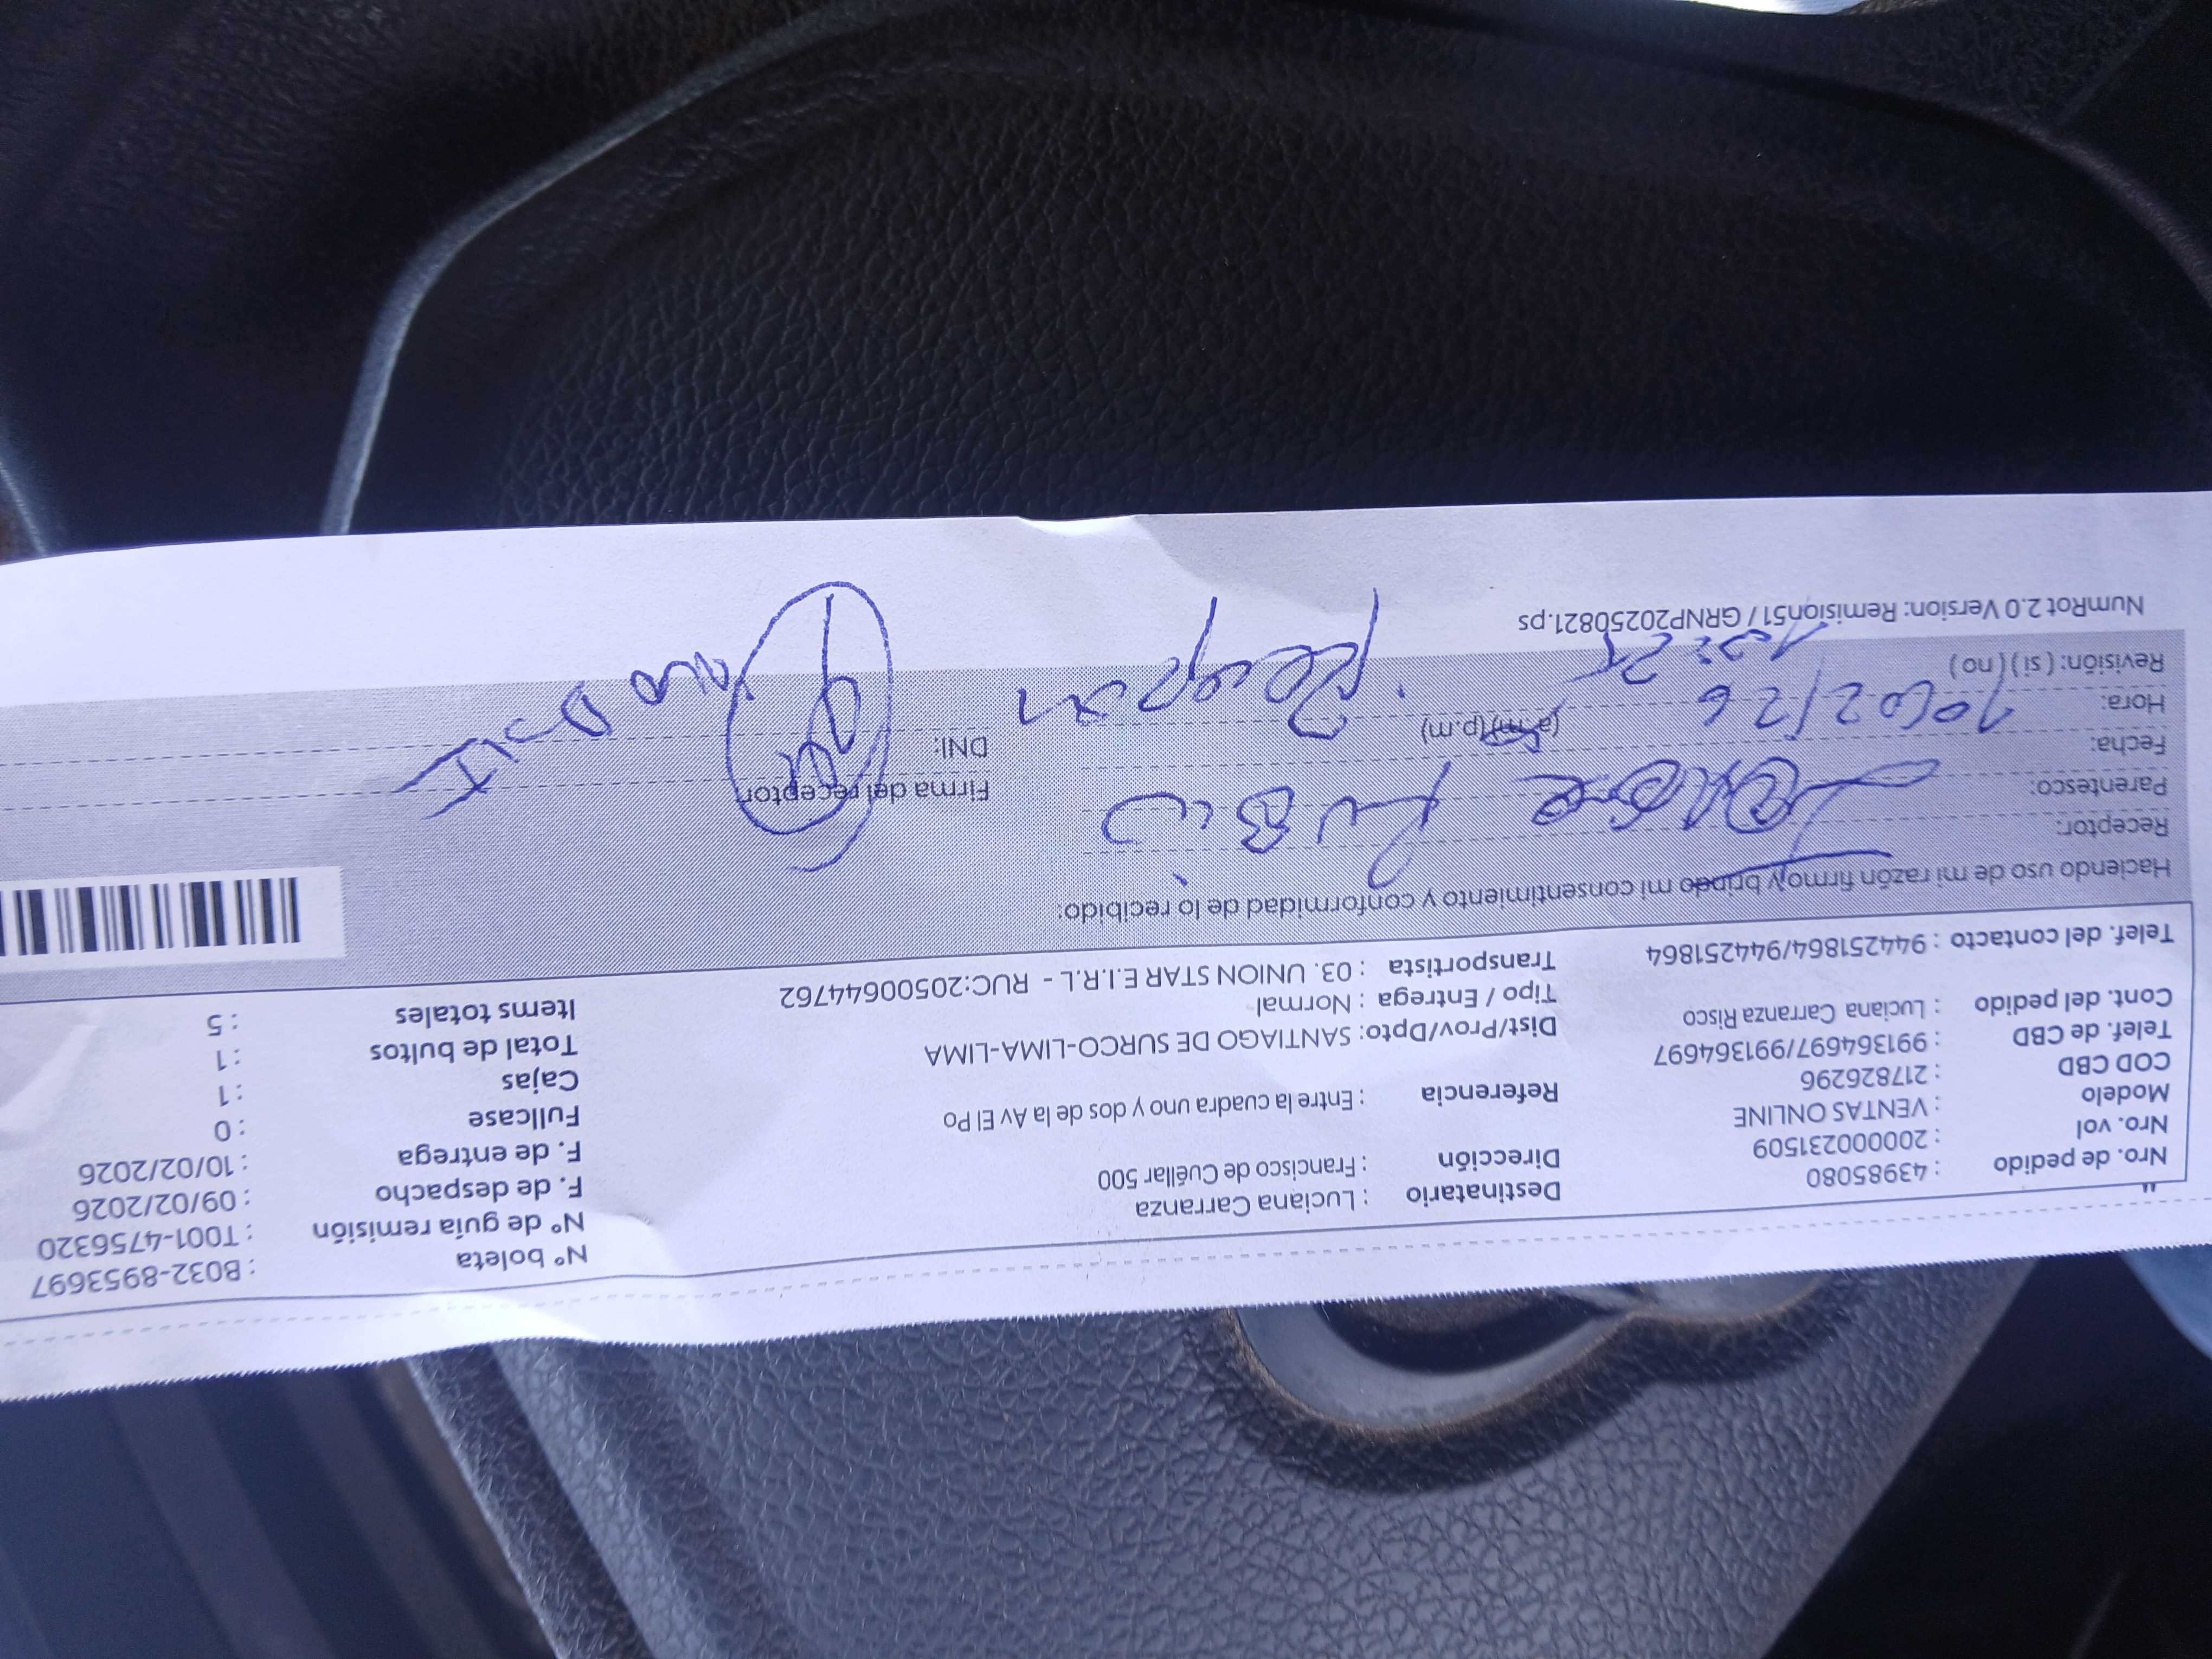 Nro. de pedido : 43985080
Nro. vol : 20000231509
Modelo : VENTAS ONLINE
COD CBD : 217826296
Telef. de CBD : 991364697/991364697
Cont. del pedido : Luciana Carranza Risco
Telef. del contacto : 944251864/944251864
Destinatario : Luciana Carranza
Dirección : Francisco de Cuéllar 500
Referencia : Entre la cuadra uno y dos de la Av El Po
Dist/Prov/Dpto: SANTIAGO DE SURCO-LIMA-LIMA
Tipo / Entrega : Normal
Transportista : 03. UNION STAR E.I.R.L - RUC:20500644762
N° boleta : B032-8953697
N° de guía remisión : T001-4756320
F. de despacho : 09/02/2026
F. de entrega : 10/02/2026
Fullcase : 0
Cajas : 1
Total de bultos : 1
Items totales : 5
Haciendo uso de mi razón firmo y brindo mi consentimiento y conformidad de lo recibido:
Receptor:
Parentesco: Rubio
Fecha:
Hora: 10/02/26 (a.m)(p.m)
Revisión: (si) (no)
Firma del receptor
DNI:
NumRot 2.0 Version: Remision51 / GRNP20250821.ps